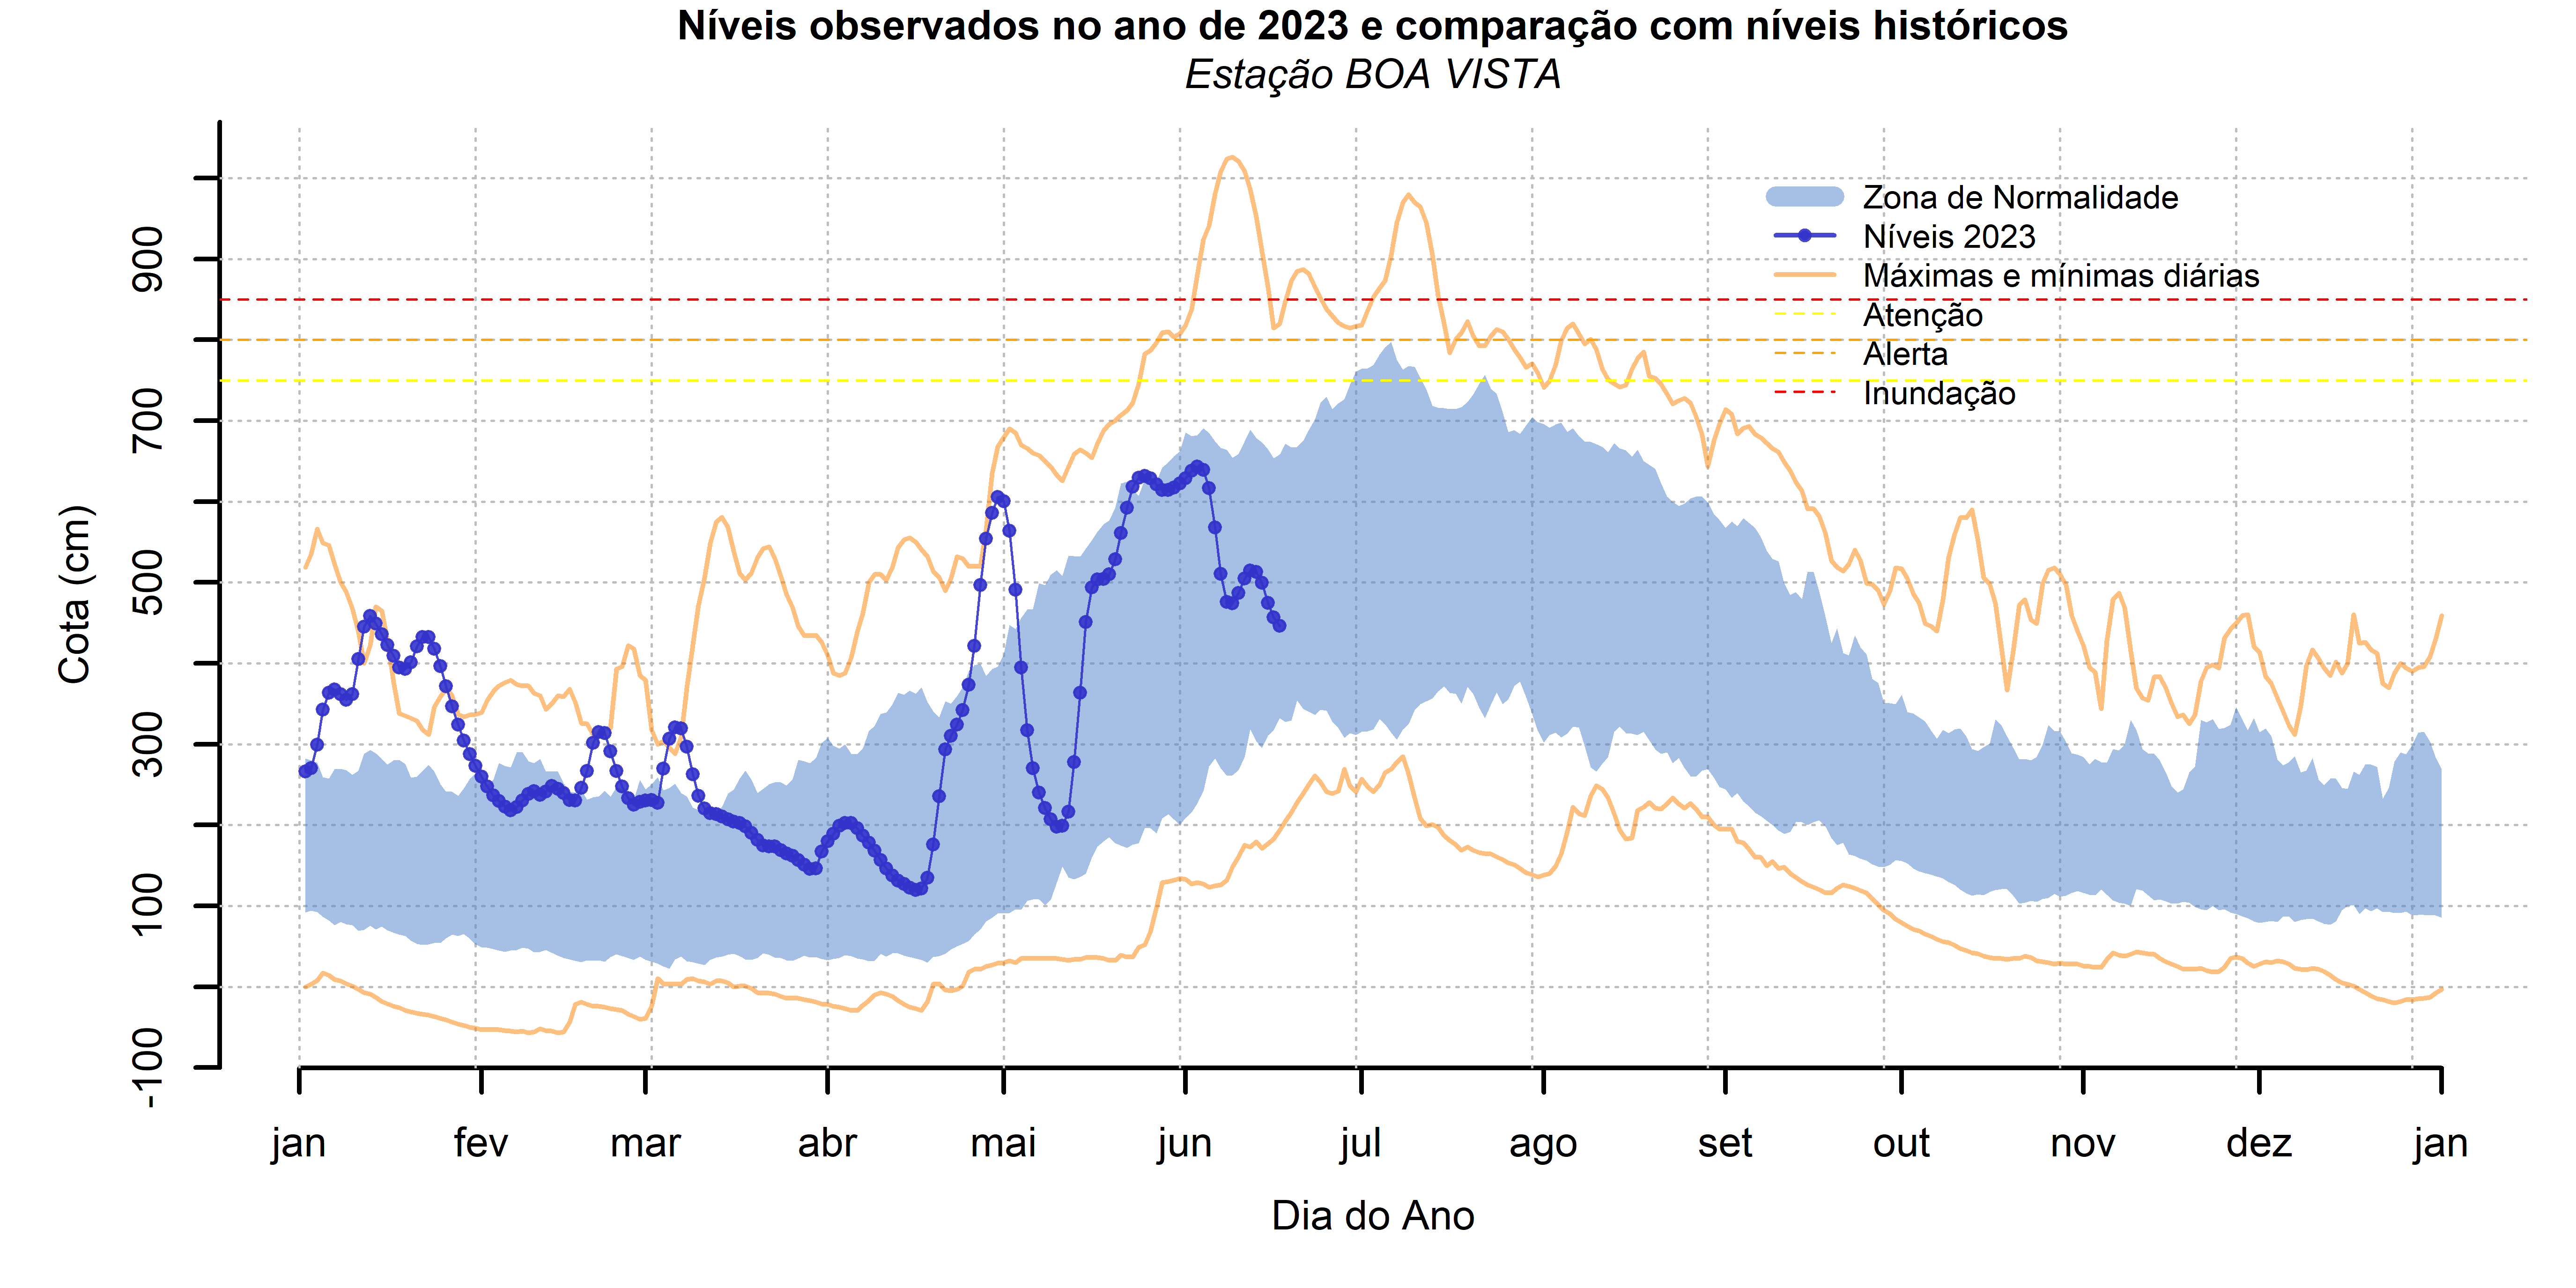 Níveis observados no ano de 2023 e comparação com níveis históricos
Estação BOA VISTA
Zona de Normalidade
Níveis 2023
Máximas e mínimas diárias
Atenção
Alerta
Inundação
Cota (cm)
900
700
500
300
100
-100
jan fev mar abr mai jun jul ago set out nov dez jan
Dia do Ano